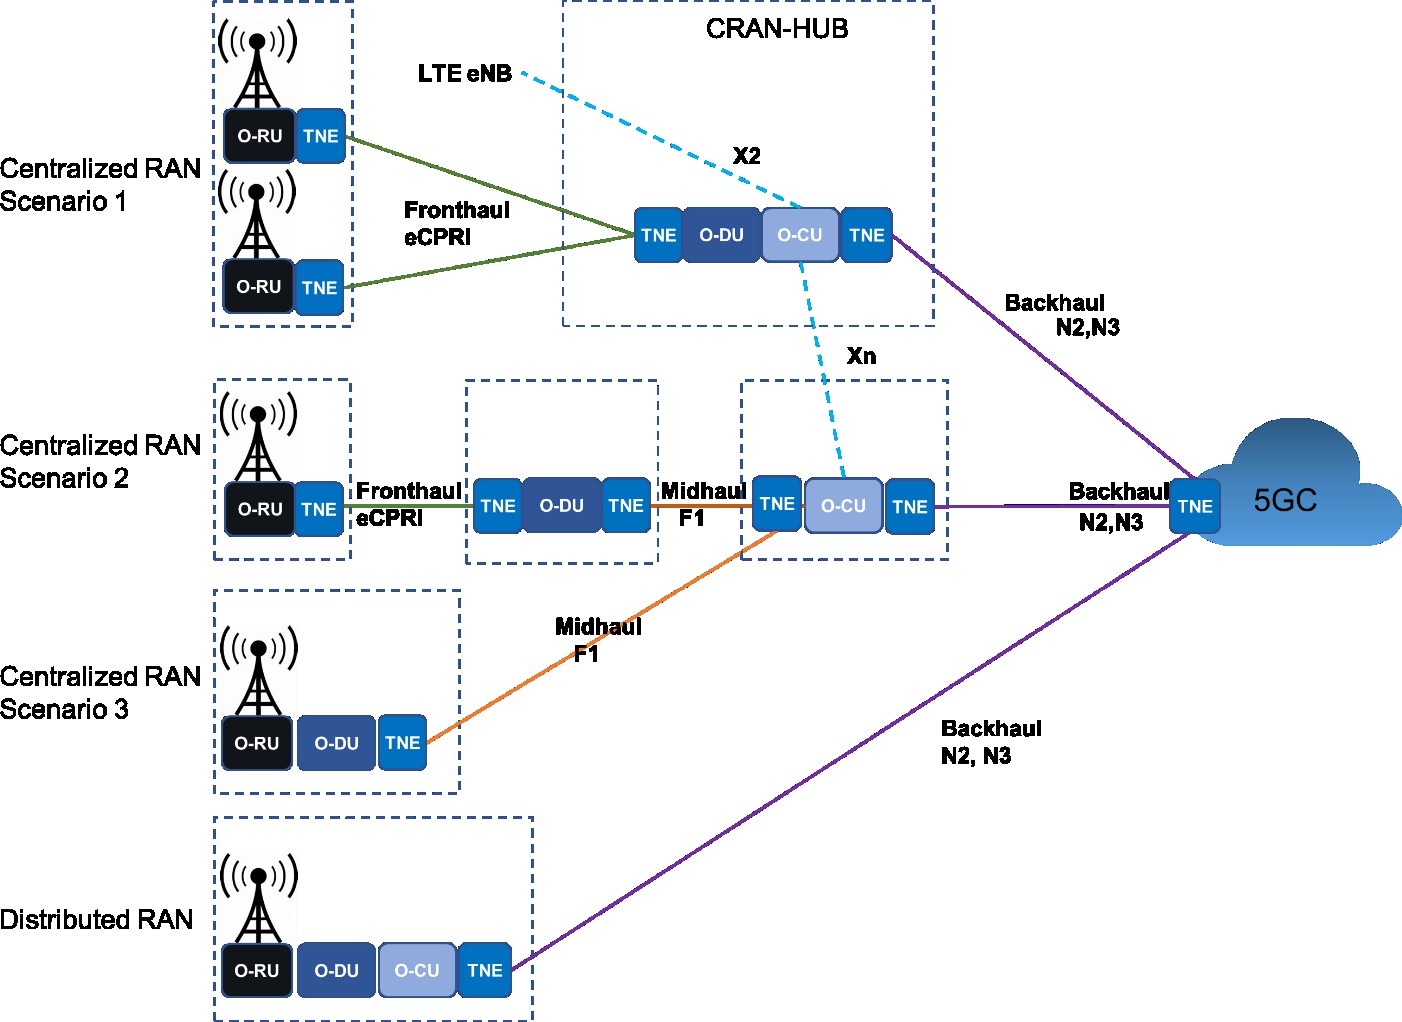 CRAN-HUB
LTE eNB
O-RU TNE
X2
Centralized RAN
Scenario 1
Fronthaul
eCPRI
TNE O-DU O-CU TNE
O-RU TNE
Backhaul
N2,N3
Xn
Centralized RAN
Scenario 2
O-RU TNE
Fronthaul
eCPRI
TNE O-DU TNE
Midhaul
F1
TNE O-CU TNE
Backhaul
N2,N3
TNE
5GC
Midhaul
F1
Centralized RAN
Scenario 3
O-RU O-DU TNE
Backhaul
N2, N3
Distributed RAN
O-RU O-DU O-CU TNE